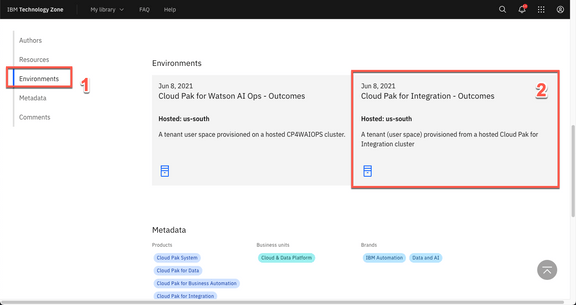 IBM Technology Zone My library FAQ Help
Authors
Resources
Environments
Metadata
Comments
1
Environments
Jun 8, 2021
Cloud Pak for Watson AI Ops - Outcomes
Hosted: us-south
A tenant user space provisioned on a hosted CP4WAIOPS cluster.
2
Jun 8, 2021
Cloud Pak for Integration - Outcomes
Hosted: us-south
A tenant (user space) provisioned from a hosted Cloud Pak for
Integration cluster
Metadata
Products
Cloud Pak System
Cloud Pak for Data
Cloud Pak for Business Automation
Cloud Pak for Integration
Business units
Cloud & Data Platform
Brands
IBM Automation Data and AI